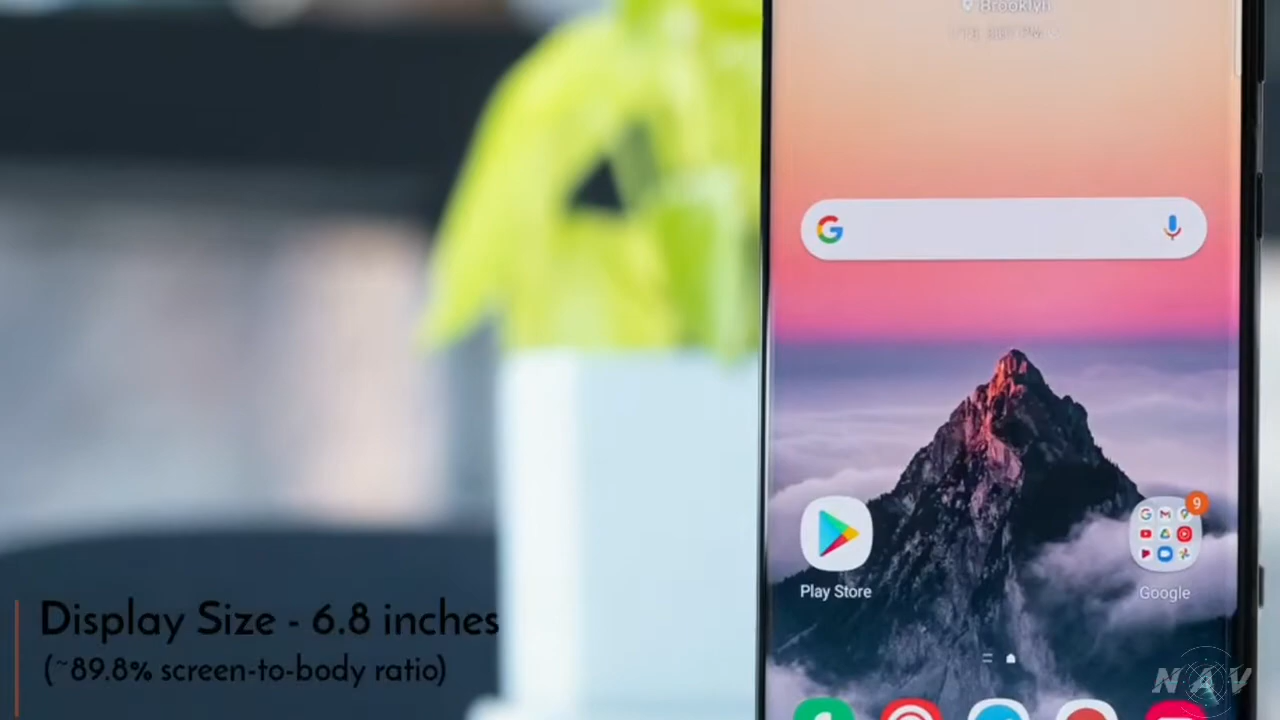 Brooklyn
9
Play Store
Google
Display Size - 6.8 inches
(~89.8% screen-to-body ratio)
NAV